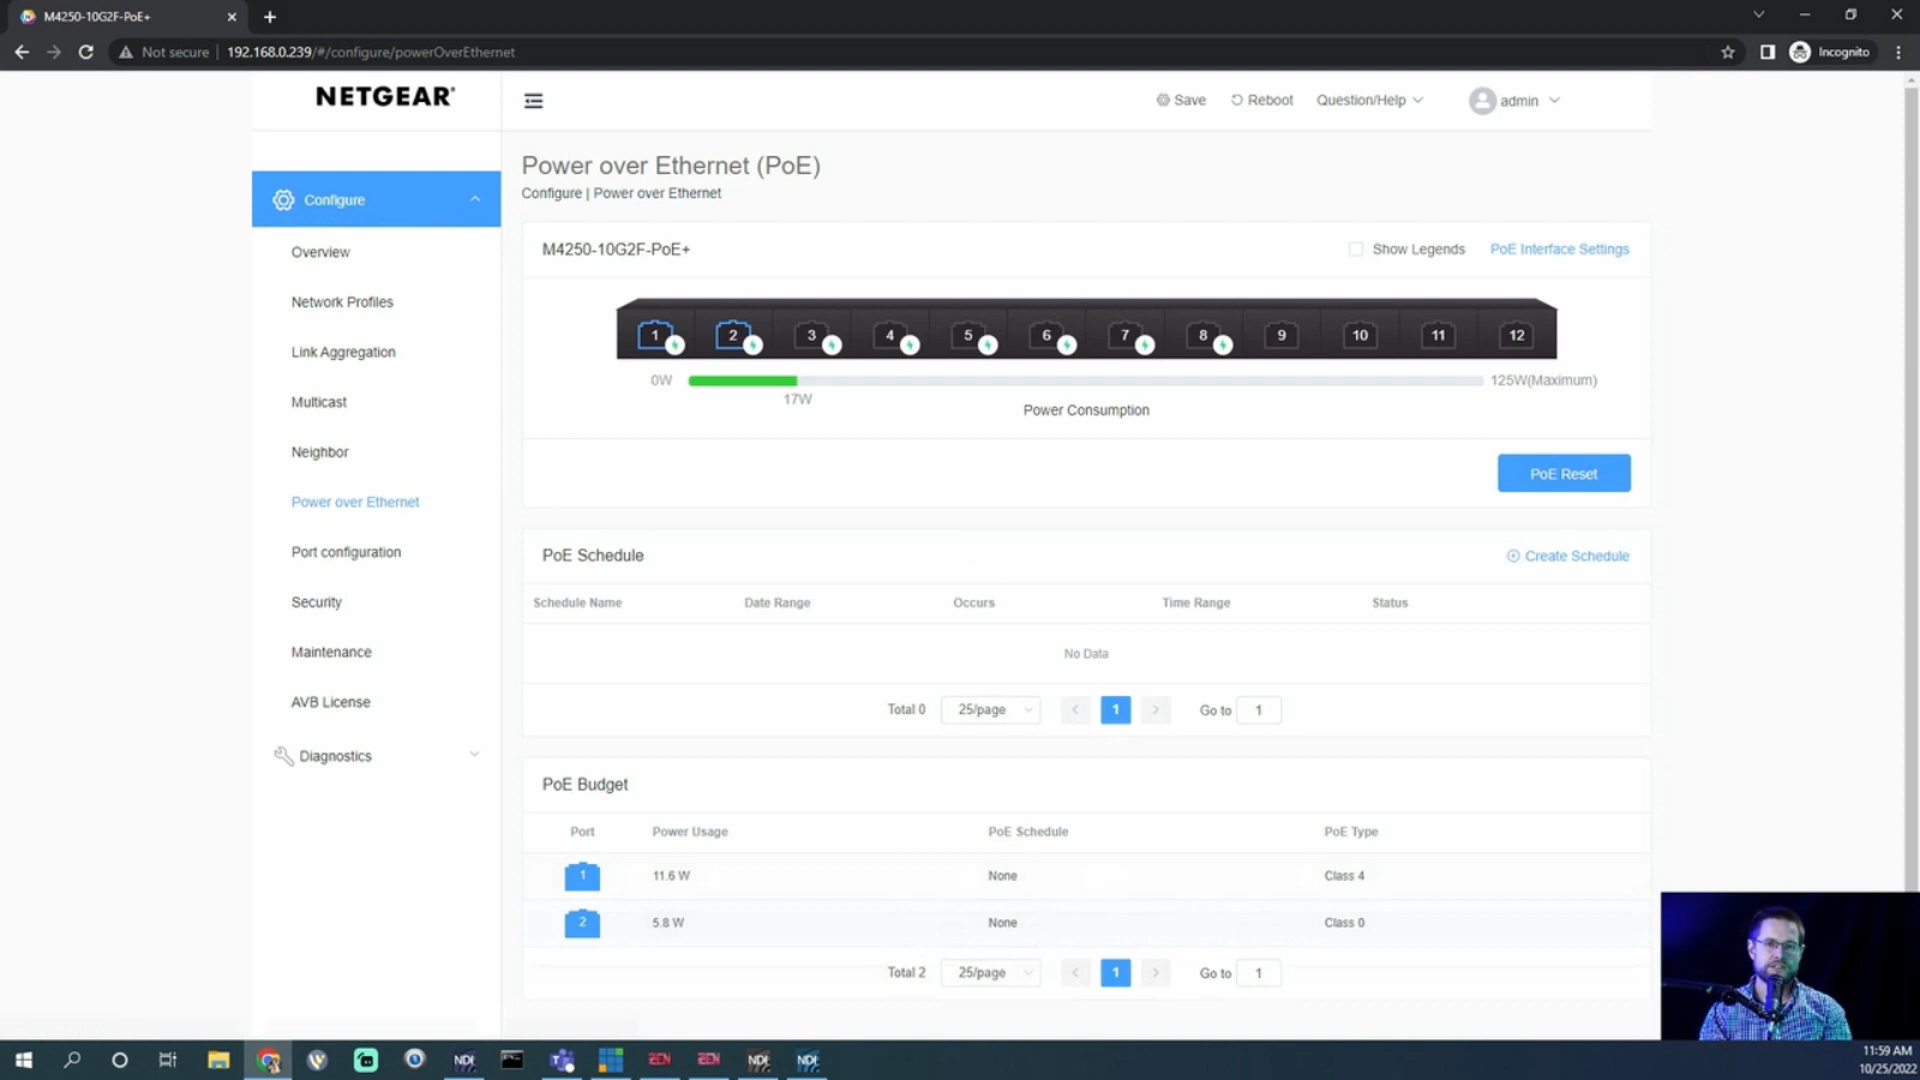 M4250-10G2F-PoE+
Not secure | 192.168.0.239/#/configure/powerOverEthernet
Incognito
NETGEAR
Save
Reboot
Question/Help
admin
Configure
Overview
Network Profiles
Link Aggregation
Multicast
Neighbor
Power over Ethernet
Port configuration
Security
Maintenance
AVB License
Diagnostics
Power over Ethernet (PoE)
Configure | Power over Ethernet
M4250-10G2F-PoE+
Show Legends
PoE Interface Settings
1 2 3 4 5 6 7 8 9 10 11 12
0W
125W(Maximum)
17W
Power Consumption
PoE Reset
PoE Schedule
Create Schedule
Schedule Name Date Range Occurs Time Range Status
No Data
Total 0 25/page < 1 > Go to 1
PoE Budget
Port Power Usage PoE Schedule PoE Type
1 11.6 W None Class 4
2 5.8 W None Class 0
Total 2 25/page < 1 > Go to 1
NDI
ZEN
ZEN
NDI
NDI
11:59 AM
10/25/2022